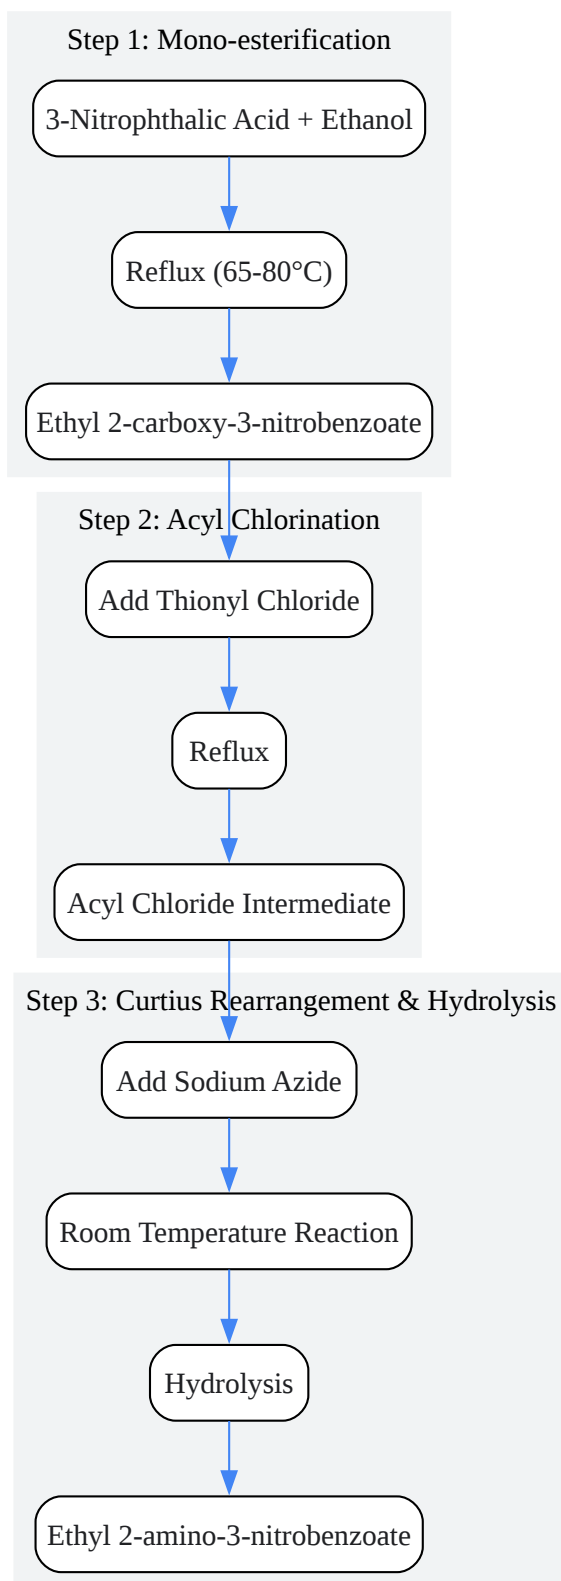 Step 1: Mono-esterification
3-Nitrophthalic Acid + Ethanol
Reflux (65-80°C)
Ethyl 2-carboxy-3-nitrobenzoate
Step 2: Acyl Chlorination
Add Thionyl Chloride
Reflux
Acyl Chloride Intermediate
Step 3: Curtius Rearrangement & Hydrolysis
Add Sodium Azide
Room Temperature Reaction
Hydrolysis
Ethyl 2-amino-3-nitrobenzoate